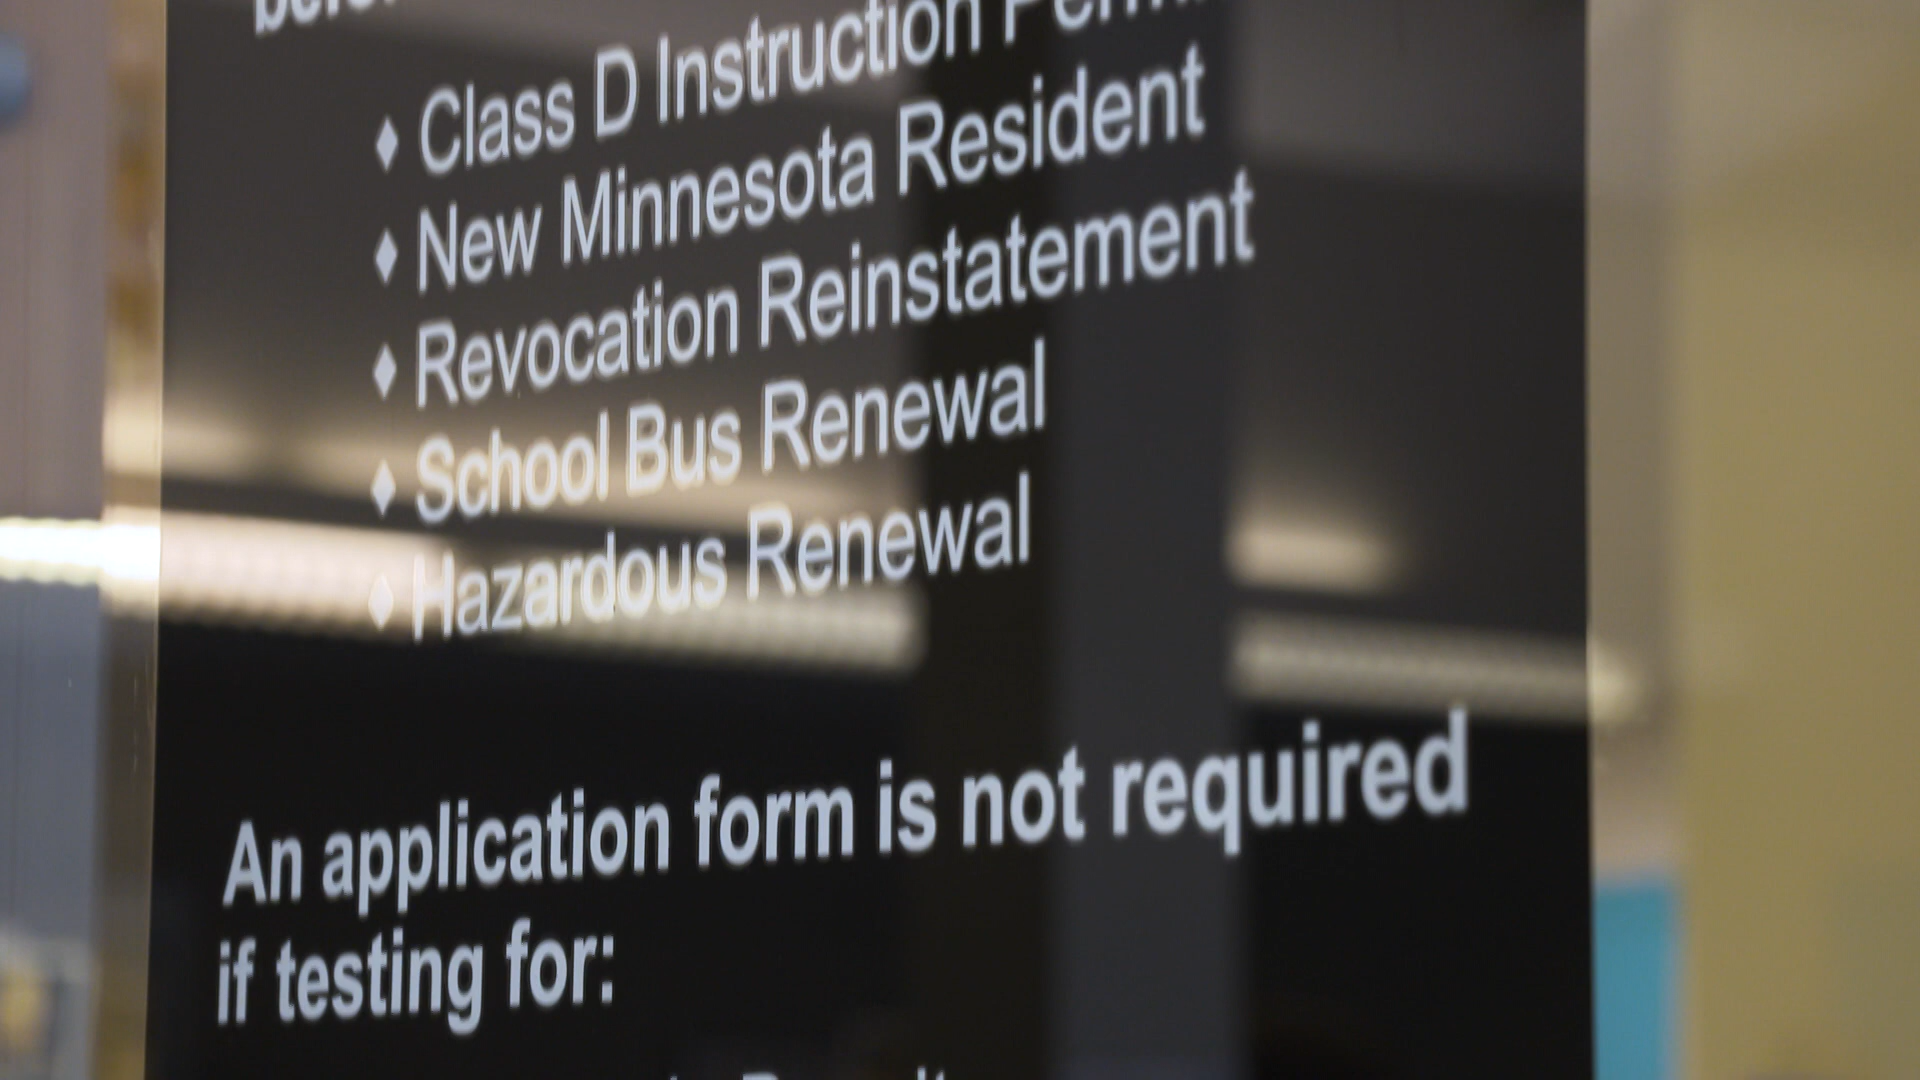 ♦ Class D Instruction
♦ New Minnesota Resident
♦ Revocation Reinstatement
♦ School Bus Renewal
♦ Hazardous Renewal
An application form is not required
if testing for: